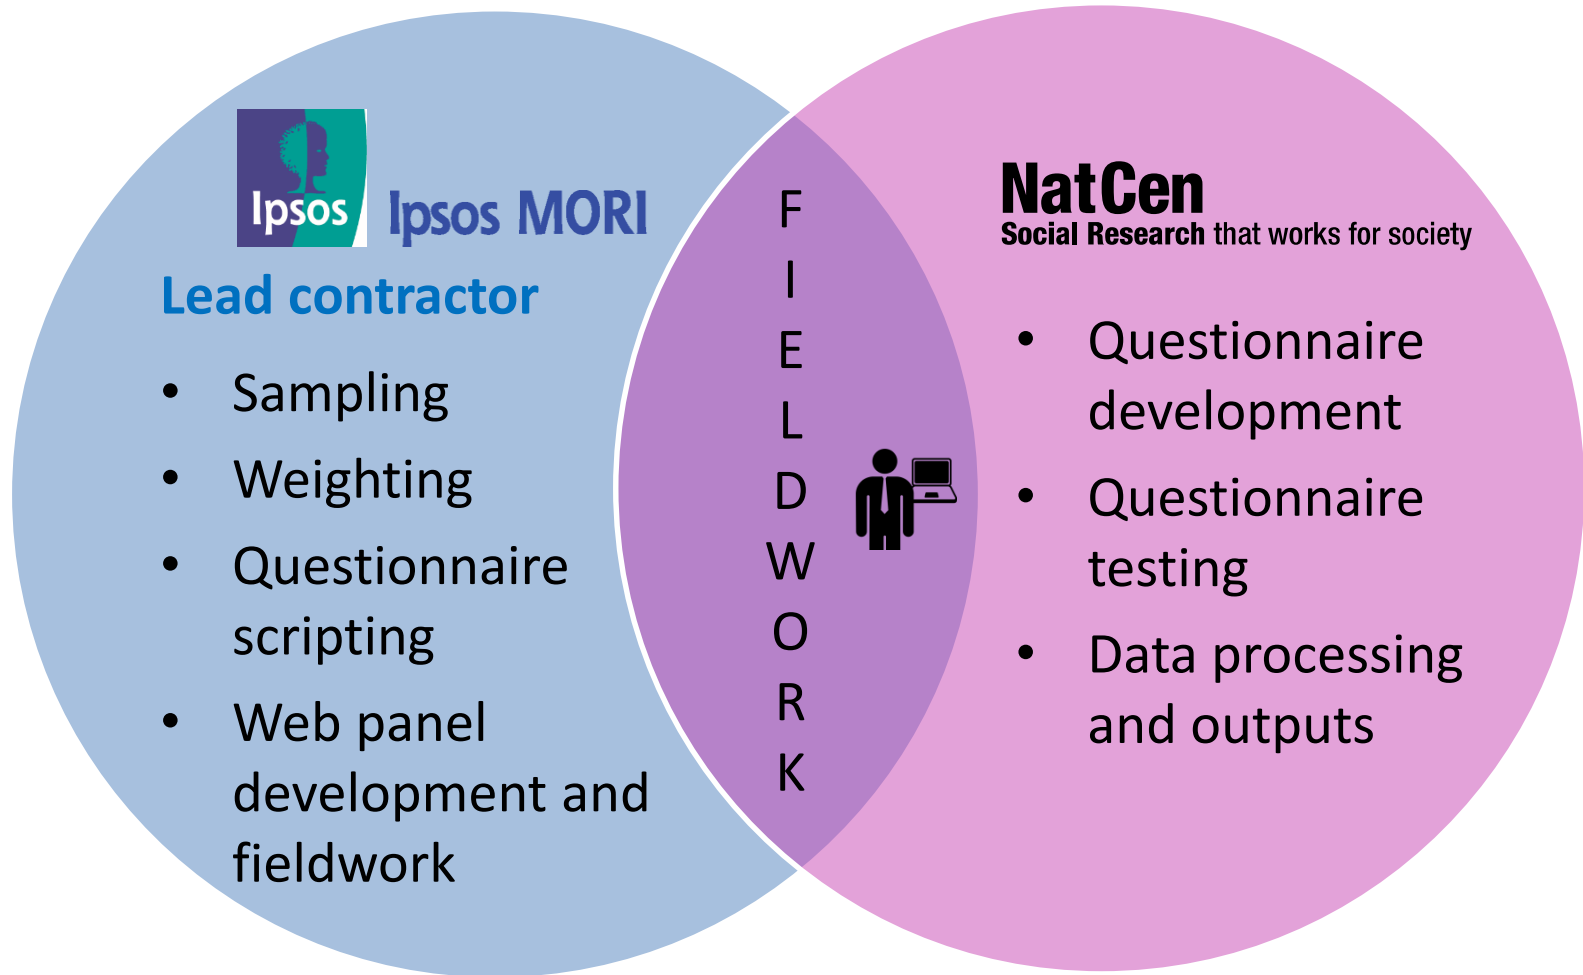 Ipsos
Ipsos MORI
Lead contractor
• Sampling
• Weighting
• Questionnaire
scripting
• Web panel
development and
fieldwork
F
I
E
L
D
W
O
R
K
NatCen
Social Research that works for society
• Questionnaire
development
• Questionnaire
testing
• Data processing
and outputs